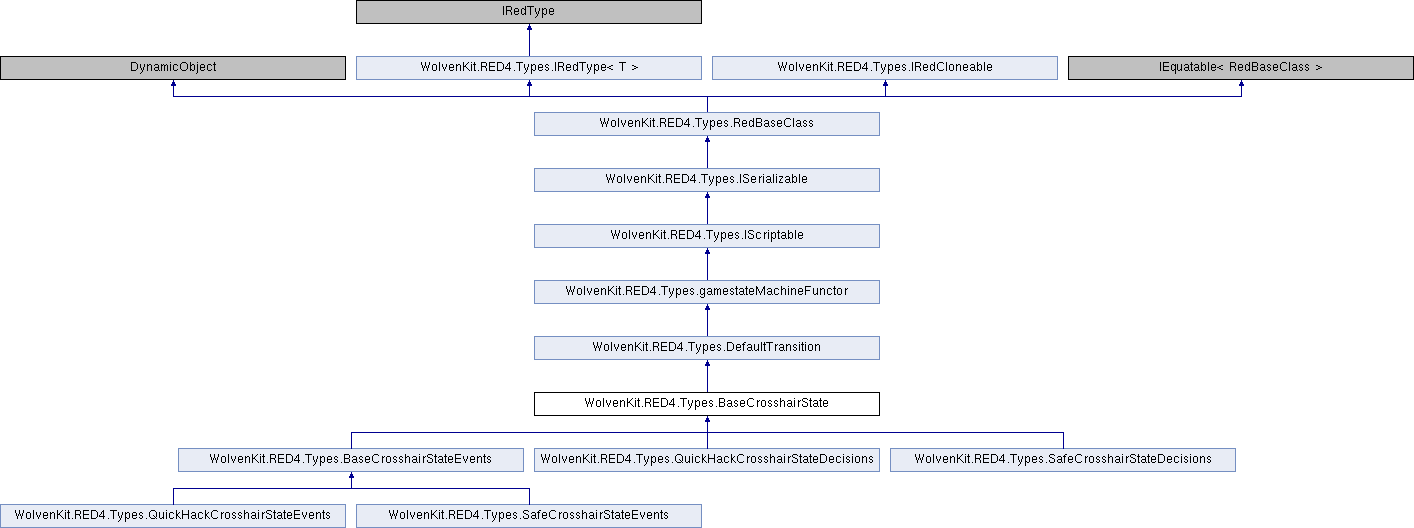 IRedType
DynamicObject
WolvenKit.RED4.Types.IRedType< T >
WolvenKit.RED4.Types.IRedCloneable
IEquatable< RedBaseClass >
WolvenKit.RED4.Types.RedBaseClass
WolvenKit.RED4.Types.ISerializable
WolvenKit.RED4.Types.IScriptable
WolvenKit.RED4.Types.gamestateMachineFunctor
WolvenKit.RED4.Types.DefaultTransition
WolvenKit.RED4.Types.BaseCrosshairState
WolvenKit.RED4.Types.BaseCrosshairStateEvents
WolvenKit.RED4.Types.QuickHackCrosshairStateDecisions
WolvenKit.RED4.Types.SafeCrosshairStateDecisions
WolvenKit.RED4.Types.QuickHackCrosshairStateEvents
WolvenKit.RED4.Types.SafeCrosshairStateEvents